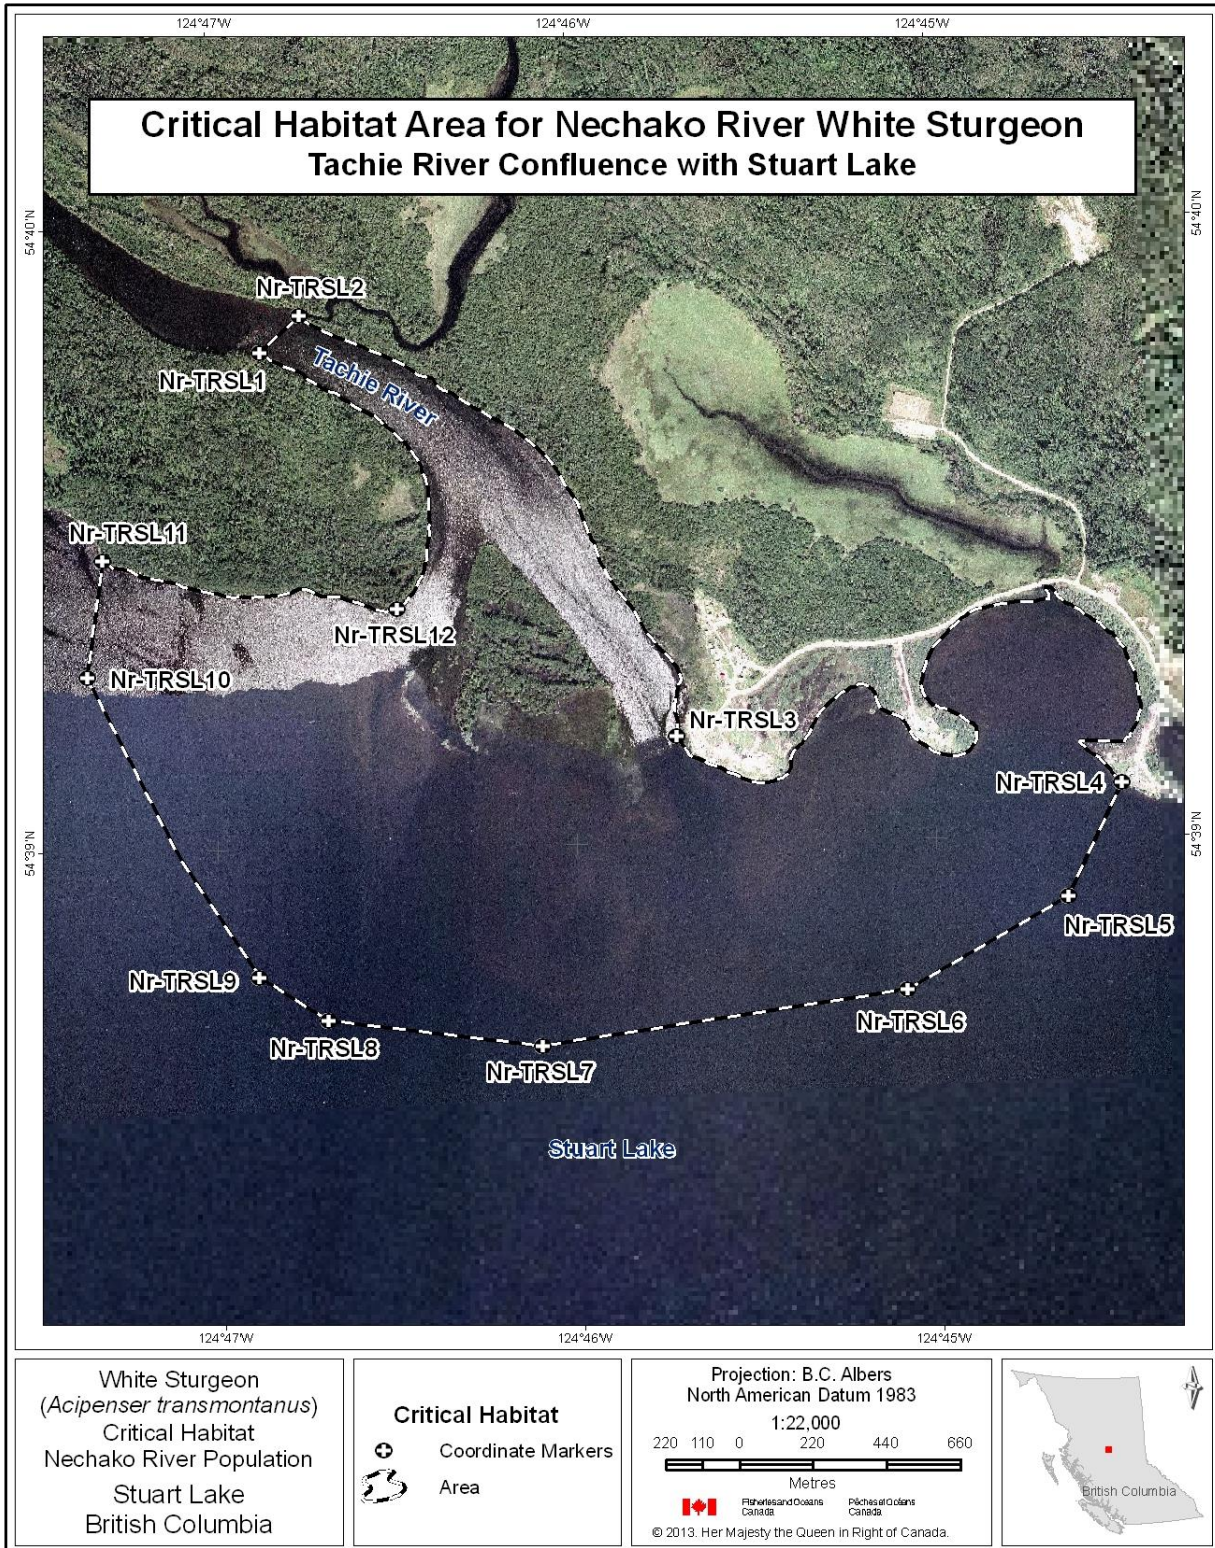 124°47'W 124°46'W 124°45'W
Critical Habitat Area for Nechako River White Sturgeon
Tachie River Confluence with Stuart Lake
54°40'N
54°40'N
Nr-TRSL2
Tachie River
Nr-TRSL1
Nr-TRSL11
Nr-TRSL12
Nr-TRSL10
Nr-TRSL3
Nr-TRSL4
54°39'N
54°39'N
Nr-TRSL5
Nr-TRSL9
Nr-TRSL6
Nr-TRSL8
Nr-TRSL7
Stuart Lake
124°47'W 124°46'W 124°45'W
White Sturgeon
(Acipenser transmontanus)
Critical Habitat
Nechako River Population
Stuart Lake
British Columbia
Critical Habitat
Coordinate Markers
Area
Projection: B.C. Albers
North American Datum 1983
1:22,000
220 110 0 220 440 660
Metres
Fisheries and Oceans
Canada
Pêches et Océans
Canada
© 2013. Her Majesty the Queen in Right of Canada.
British Columbia